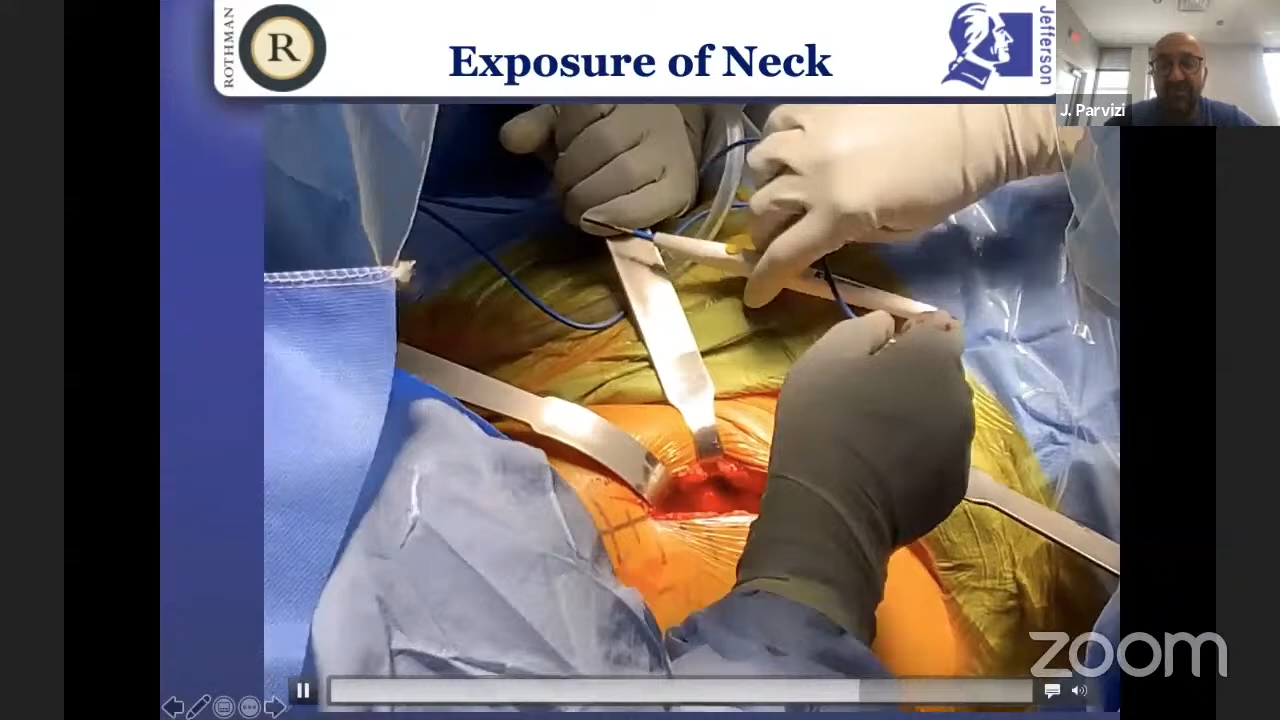 ROTHMAN
R
Exposure of Neck
Jefferson
J. Parvizi
zoom